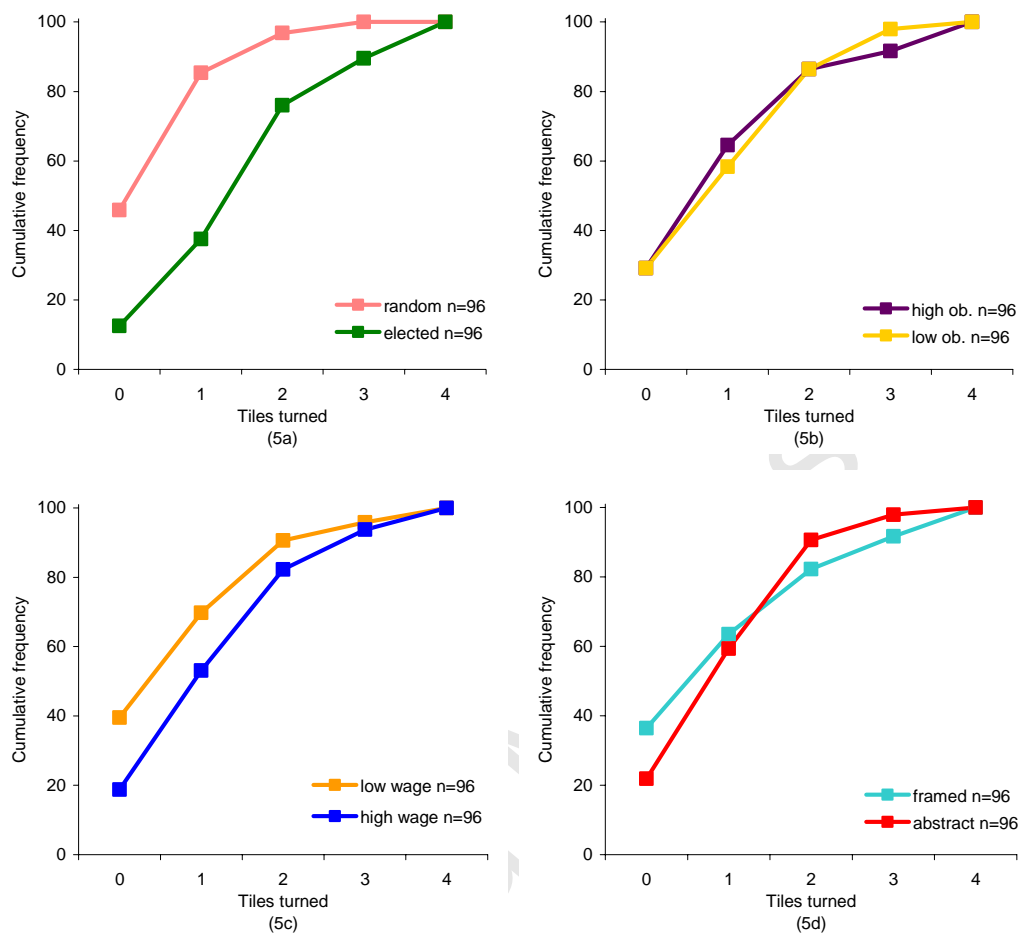 100
80
60
40
20
0
Cumulative frequency
random n=96
elected n=96
0 1 2 3 4
Tiles turned
(5a)
100
80
60
40
20
0
Cumulative frequency
high ob. n=96
low ob. n=96
0 1 2 3 4
Tiles turned
(5b)
100
80
60
40
20
0
Cumulative frequency
low wage n=96
high wage n=96
0 1 2 3 4
Tiles turned
(5c)
100
80
60
40
20
0
Cumulative frequency
framed n=96
abstract n=96
0 1 2 3 4
Tiles turned
(5d)